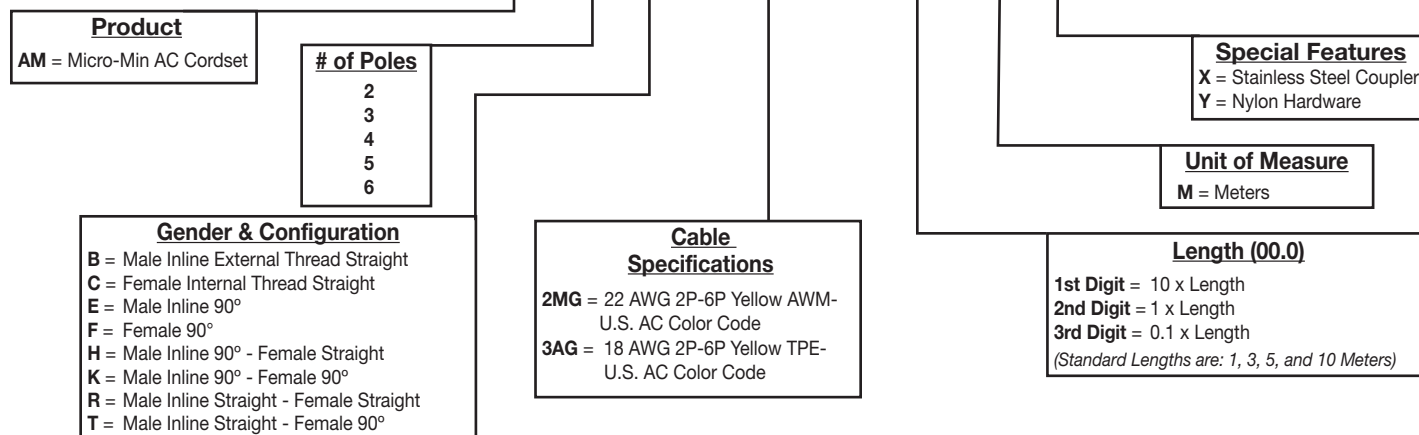 Product
AM = Micro-Min AC Cordset
# of Poles
2
3
4
5
6
Gender & Configuration
B = Male Inline External Thread Straight
C = Female Internal Thread Straight
E = Male Inline 90º
F = Female 90°
H = Male Inline 90º - Female Straight
K = Male Inline 90º - Female 90º
R = Male Inline Straight - Female Straight
T = Male Inline Straight - Female 90º
Cable
Specifications
2MG = 22 AWG 2P-6P Yellow AWM-
U.S. AC Color Code
3AG = 18 AWG 2P-6P Yellow TPE-
U.S. AC Color Code
Special Features
X = Stainless Steel Coupler
Y = Nylon Hardware
Unit of Measure
M = Meters
Length (00.0)
1st Digit = 10 x Length
2nd Digit = 1 x Length
3rd Digit = 0.1 x Length
(Standard Lengths are: 1, 3, 5, and 10 Meters)